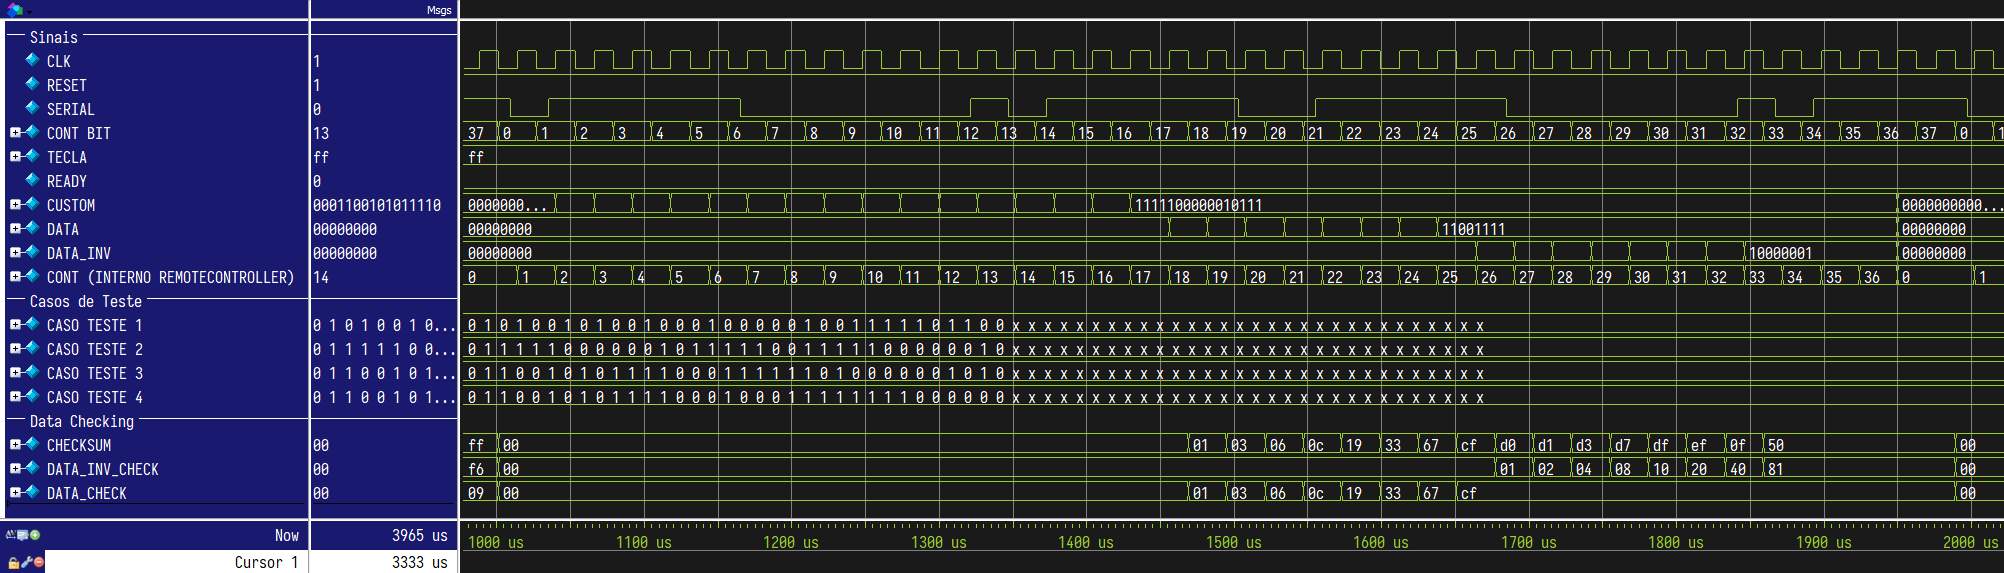 Msgs
Sinais
CLK 1
RESET 1
SERIAL 0
CONT BIT 13 37 0 1 2 3 4 5 6 7 8 9 10 11 12 13 14 15 16 17 18 19 20 21 22 23 24 25 26 27 28 29 30 31 32 33 34 35 36 37 0 1
TECLA ff ff
READY 0
CUSTOM 0001100101011110 0000000... 1111100000010111 0000000000...
DATA 00000000 00000000 11001111 00000000
DATA_INV 00000000 00000000 10000001 00000000
CONT (INTERNO REMOTECONTROLLER) 14 0 1 2 3 4 5 6 7 8 9 10 11 12 13 14 15 16 17 18 19 20 21 22 23 24 25 26 27 28 29 30 31 32 33 34 35 36 0 1
Casos de Teste
CASO TESTE 1 0 1 0 1 0 0 1 0... 0 1 0 1 0 0 1 0 1 0 0 1 0 0 0 1 0 0 0 0 0 1 0 0 1 1 1 1 1 0 1 1 0 0 x x x x x x x x x x x x x x x x x x x x x x x x x x x x x x
CASO TESTE 2 0 1 1 1 1 1 0 0... 0 1 1 1 1 1 0 0 0 0 0 0 1 0 1 1 1 1 1 0 0 1 1 1 1 1 0 0 0 0 0 0 1 0 x x x x x x x x x x x x x x x x x x x x x x x x x x x x x x
CASO TESTE 3 0 1 1 0 0 1 0 1... 0 1 1 0 0 1 0 1 0 1 1 1 1 0 0 0 1 1 1 1 1 1 0 1 0 0 0 0 0 0 1 0 1 0 x x x x x x x x x x x x x x x x x x x x x x x x x x x x x x
CASO TESTE 4 0 1 1 0 0 1 0 1... 0 1 1 0 0 1 0 1 0 1 1 1 1 0 0 0 1 0 0 0 1 1 1 1 1 1 1 1 0 0 0 0 0 0 x x x x x x x x x x x x x x x x x x x x x x x x x x x x x x
Data Checking
CHECKSUM 00 ff 00 01 03 06 0c 19 33 67 cf d0 d1 d3 d7 df ef 0f 50 00
DATA_INV_CHECK 00 f6 00 01 02 04 08 10 20 40 81 00
DATA_CHECK 00 09 00 01 03 06 0c 19 33 67 cf 00
Now 3965 us 1000 us 1100 us 1200 us 1300 us 1400 us 1500 us 1600 us 1700 us 1800 us 1900 us 2000 us
Cursor 1 3333 us